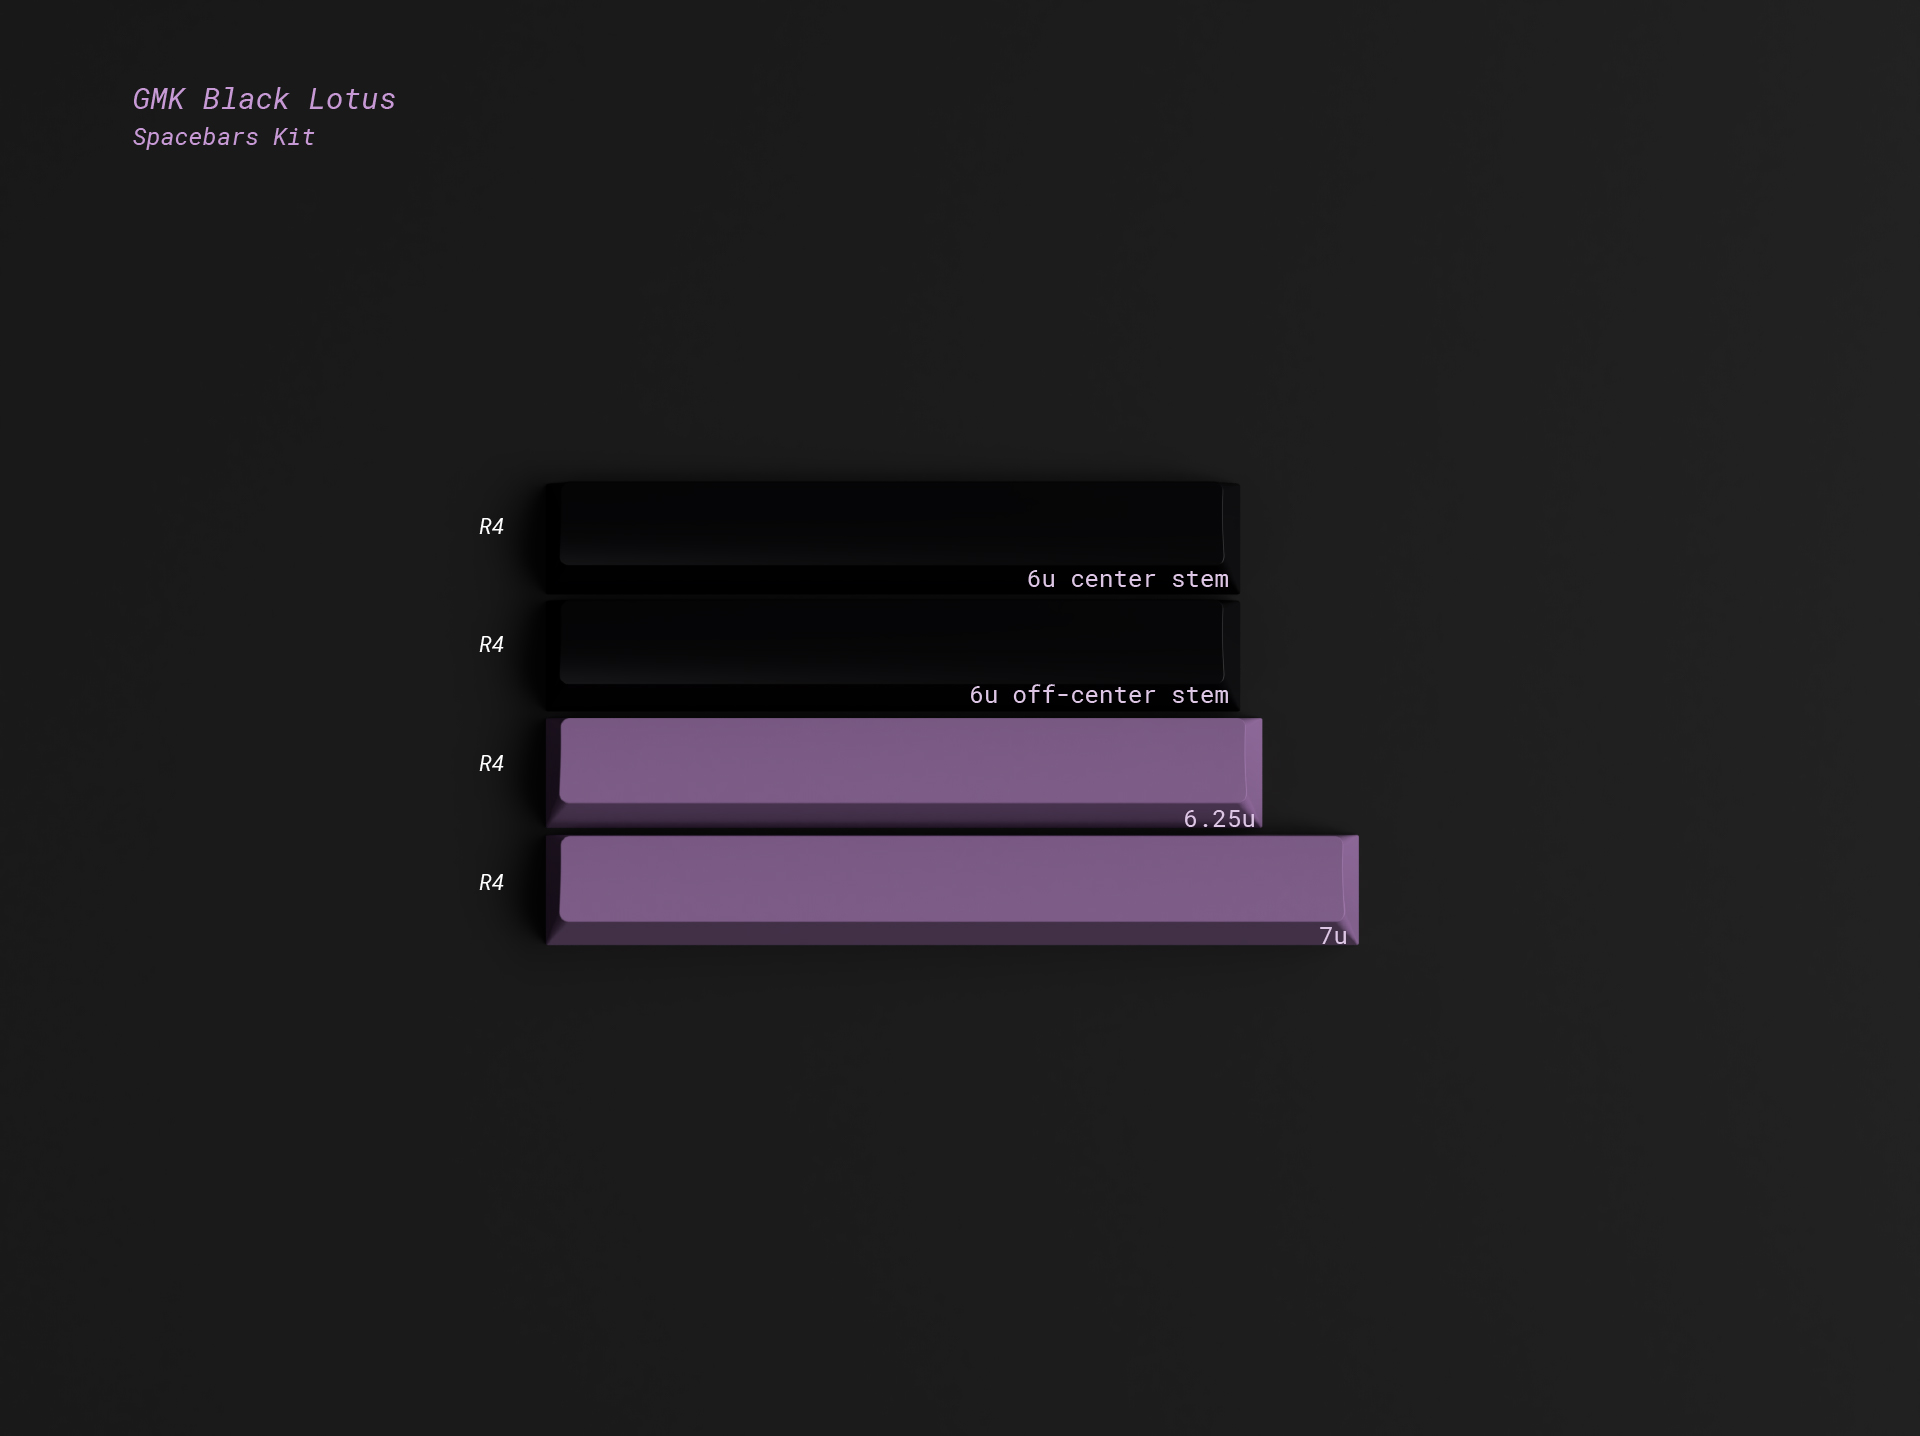 GMK Black Lotus
Spacebars Kit
R4
6u center stem
R4
6u off-center stem
R4
6.25u
R4
7u